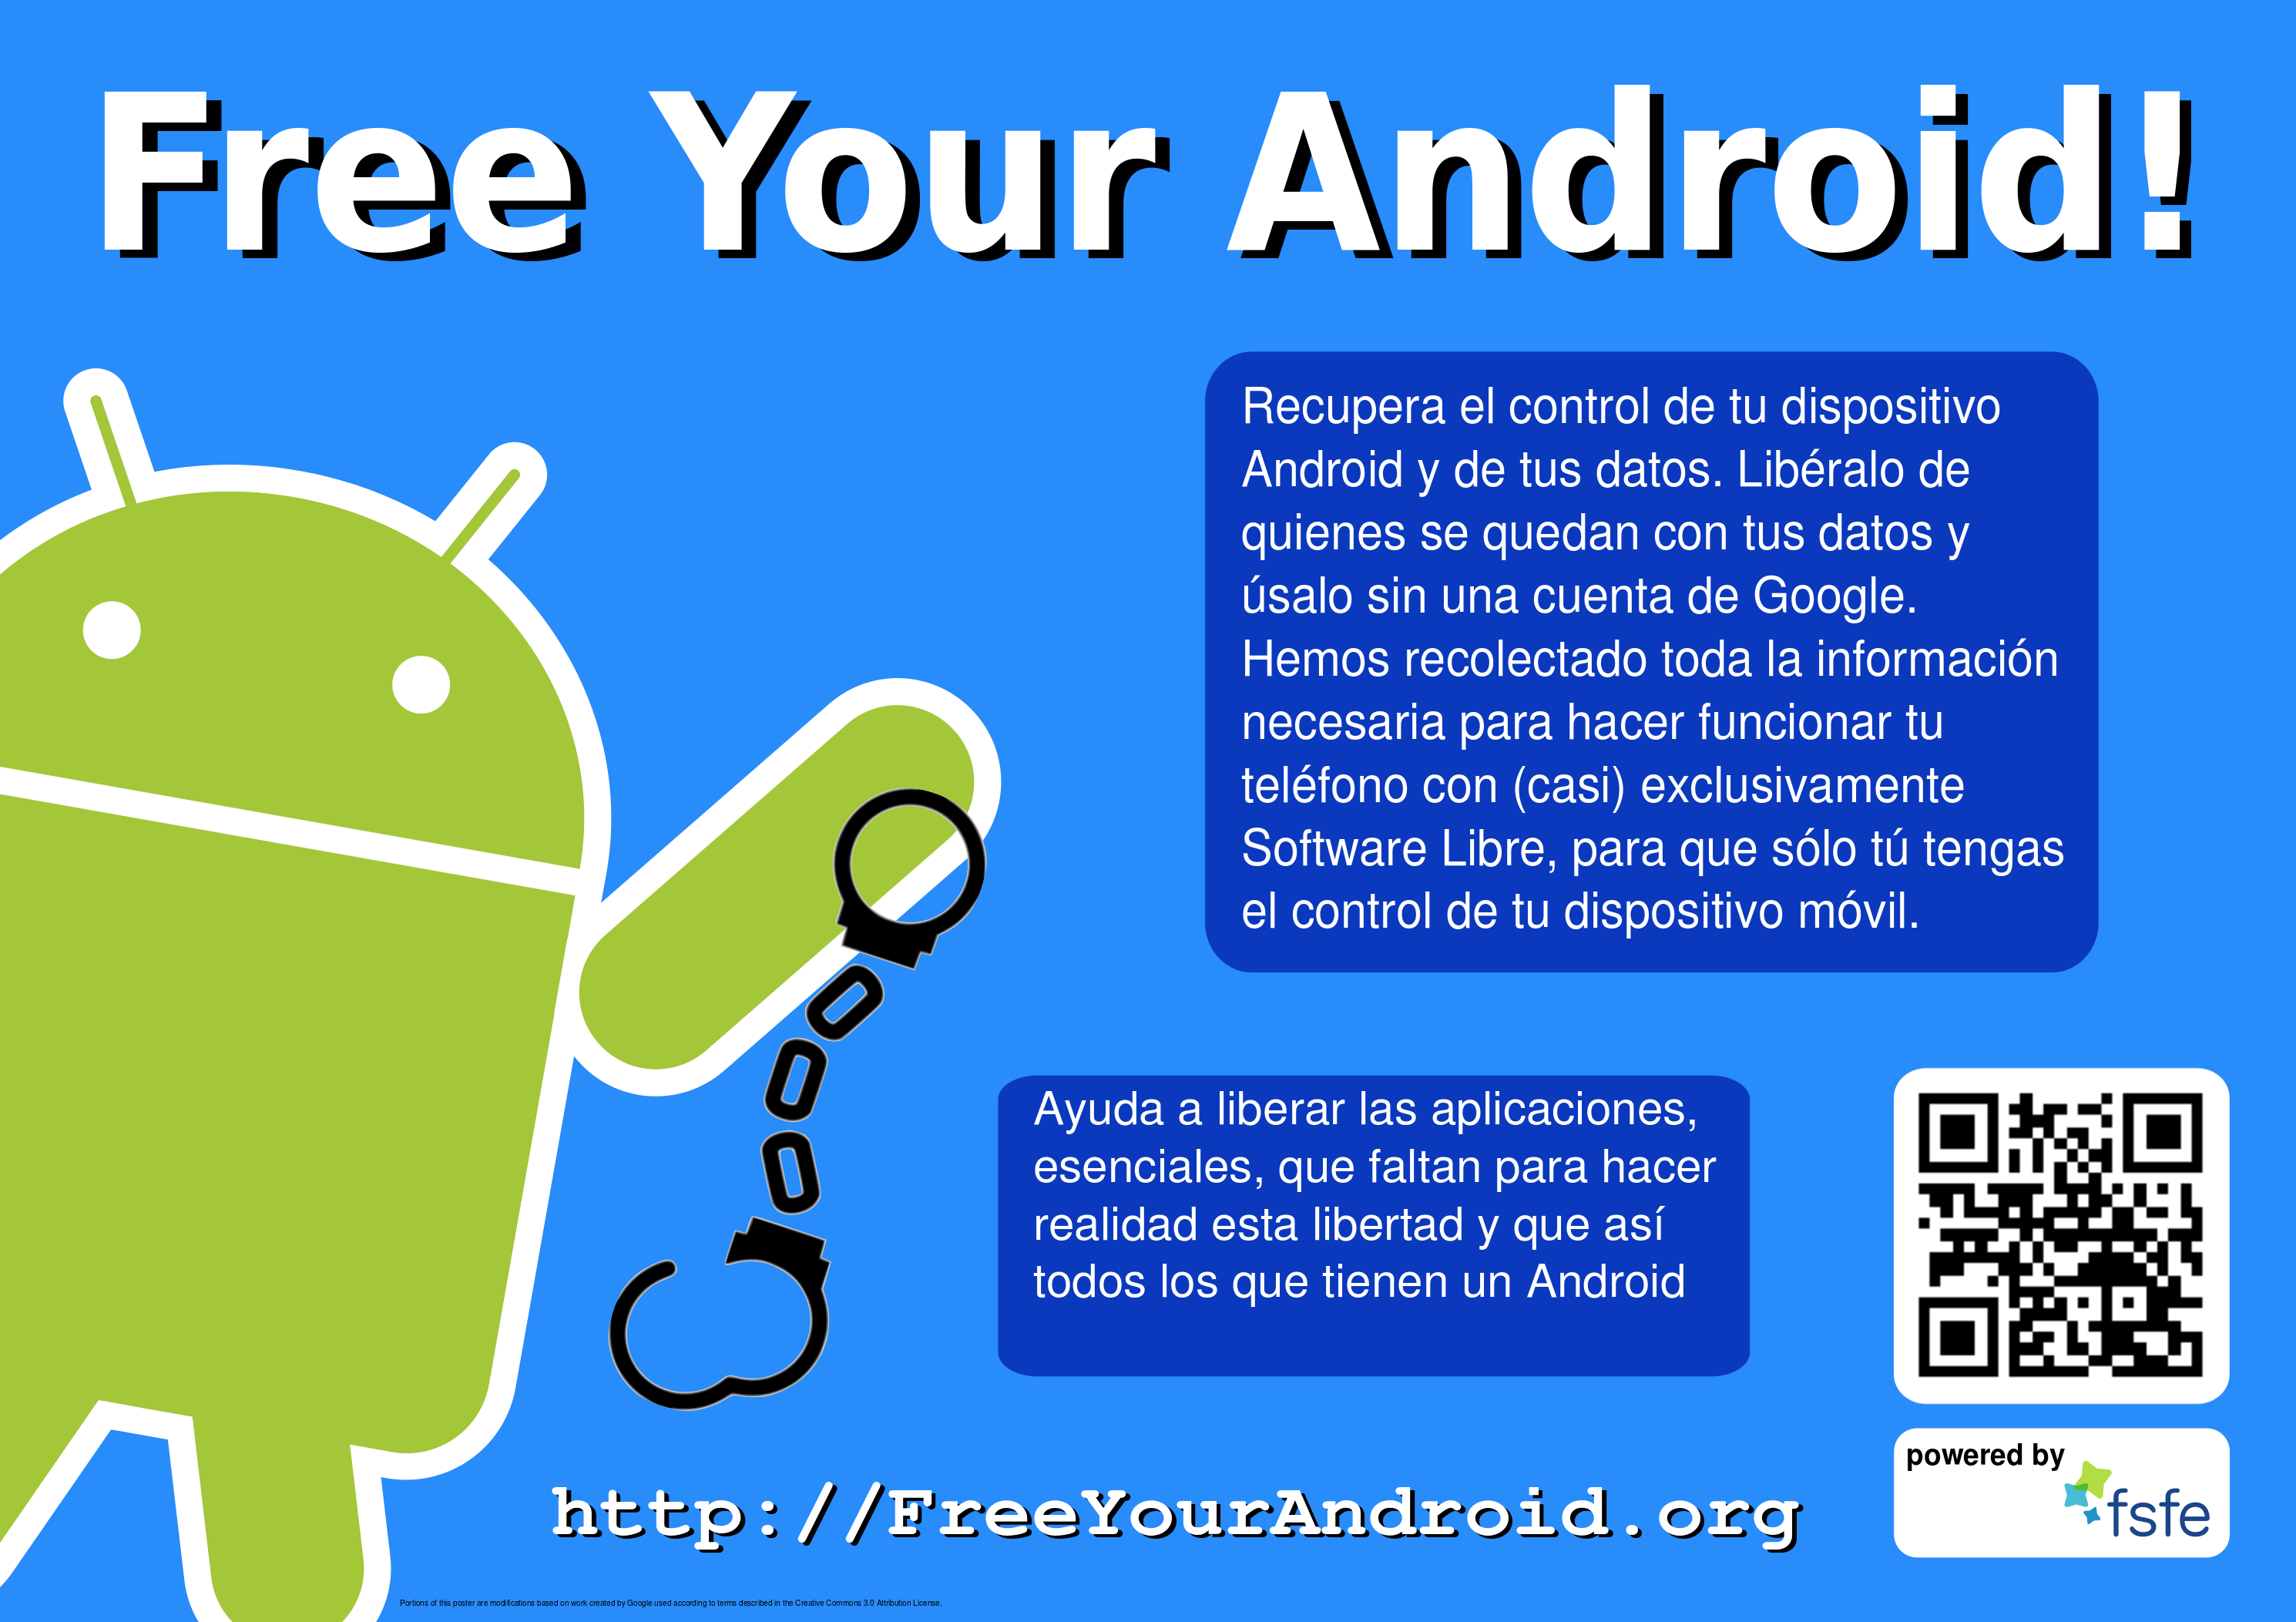 Free Your Android!
Recupera el control de tu dispositivo
Android y de tus datos. Libéralo de
quienes se quedan con tus datos y
úsalo sin una cuenta de Google.
Hemos recolectado toda la información
necesaria para hacer funcionar tu
teléfono con (casi) exclusivamente
Software Libre, para que sólo tú tengas
el control de tu dispositivo móvil.
Ayuda a liberar las aplicaciones,
esenciales, que faltan para hacer
realidad esta libertad y que así
todos los que tienen un Android
powered by
fsfe
http://FreeYourAndroid.org
Portions of this poster are modifications based on work created by Google used according to terms described in the Creative Commons 3.0 Attribution License.